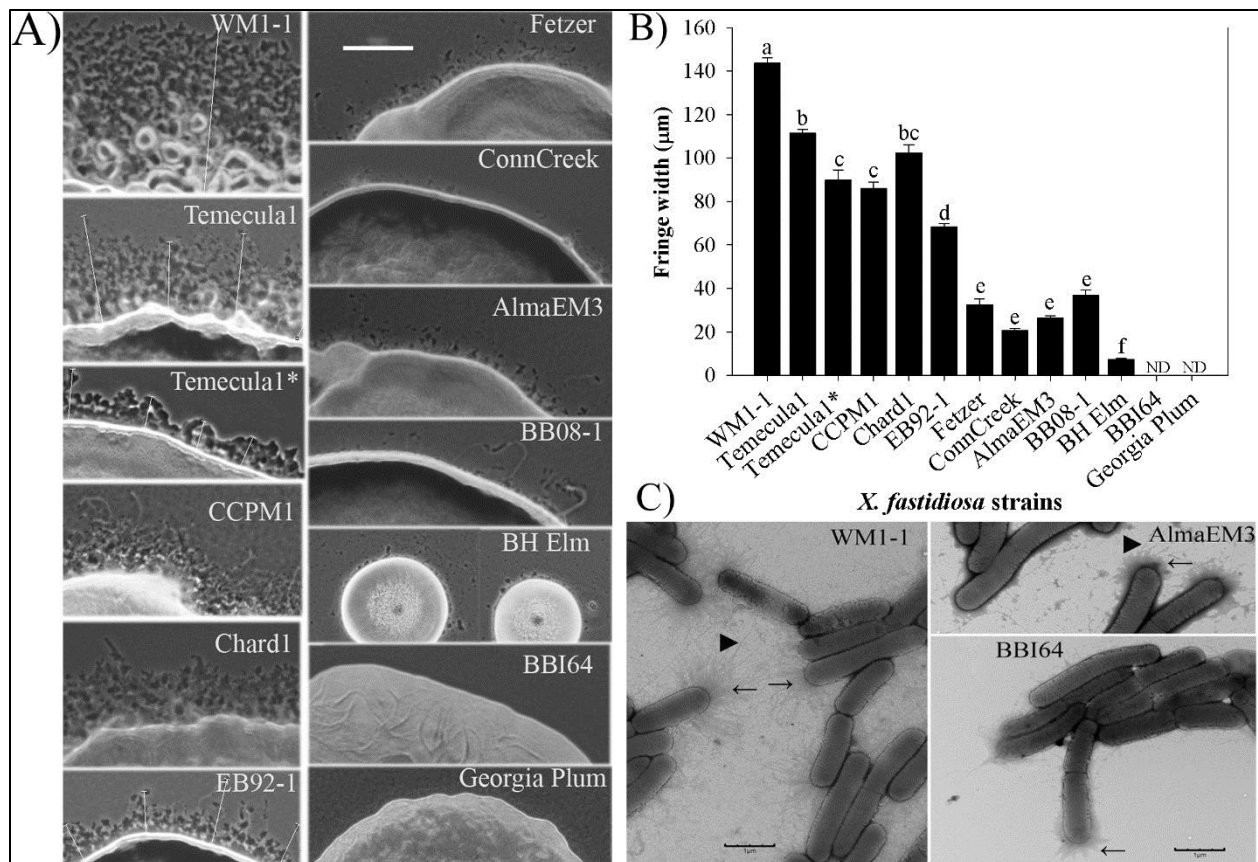 A)
WM1-1
Temecula1
Temecula1*
CCPM1
Chard1
EB92-1
Fetzer
ConnCreek
AlmaEM3
BB08-1
BH Elm
BBI64
Georgia Plum
B)
Fringe width (µm)
160
140
120
100
80
60
40
20
0
a
b
c
c
bc
d
e
e
e
e
f
ND
ND
WM1-1
Temecula1
Temecula1*
CCPM1
Chard1
EB92-1
Fetzer
ConnCreek
AlmaEM3
BB08-1
BH Elm
BBI64
Georgia Plum
X. fastidiosa strains
C)
WM1-1
1µm
AlmaEM3
BBI64
1µm